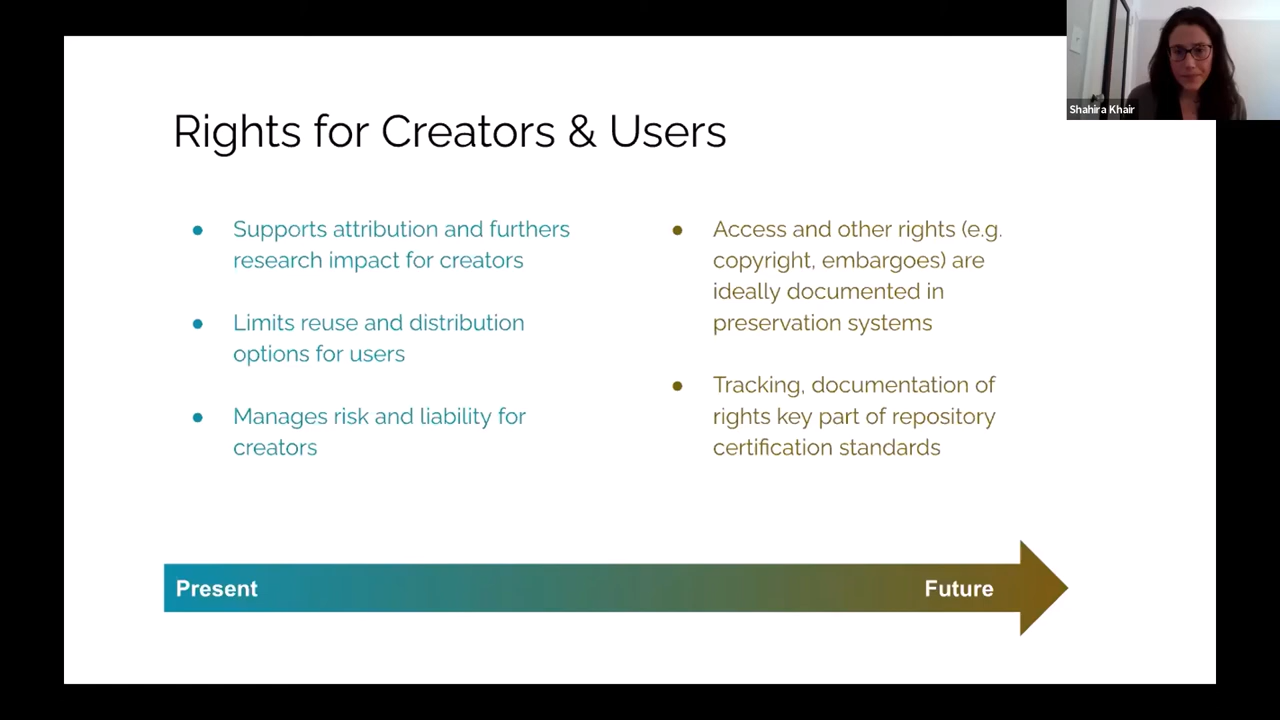 Shahira Khair
Rights for Creators & Users
● Supports attribution and furthers
research impact for creators
● Limits reuse and distribution
options for users
● Manages risk and liability for
creators
● Access and other rights (e.g.
copyright, embargoes) are
ideally documented in
preservation systems
● Tracking, documentation of
rights key part of repository
certification standards
Present
Future